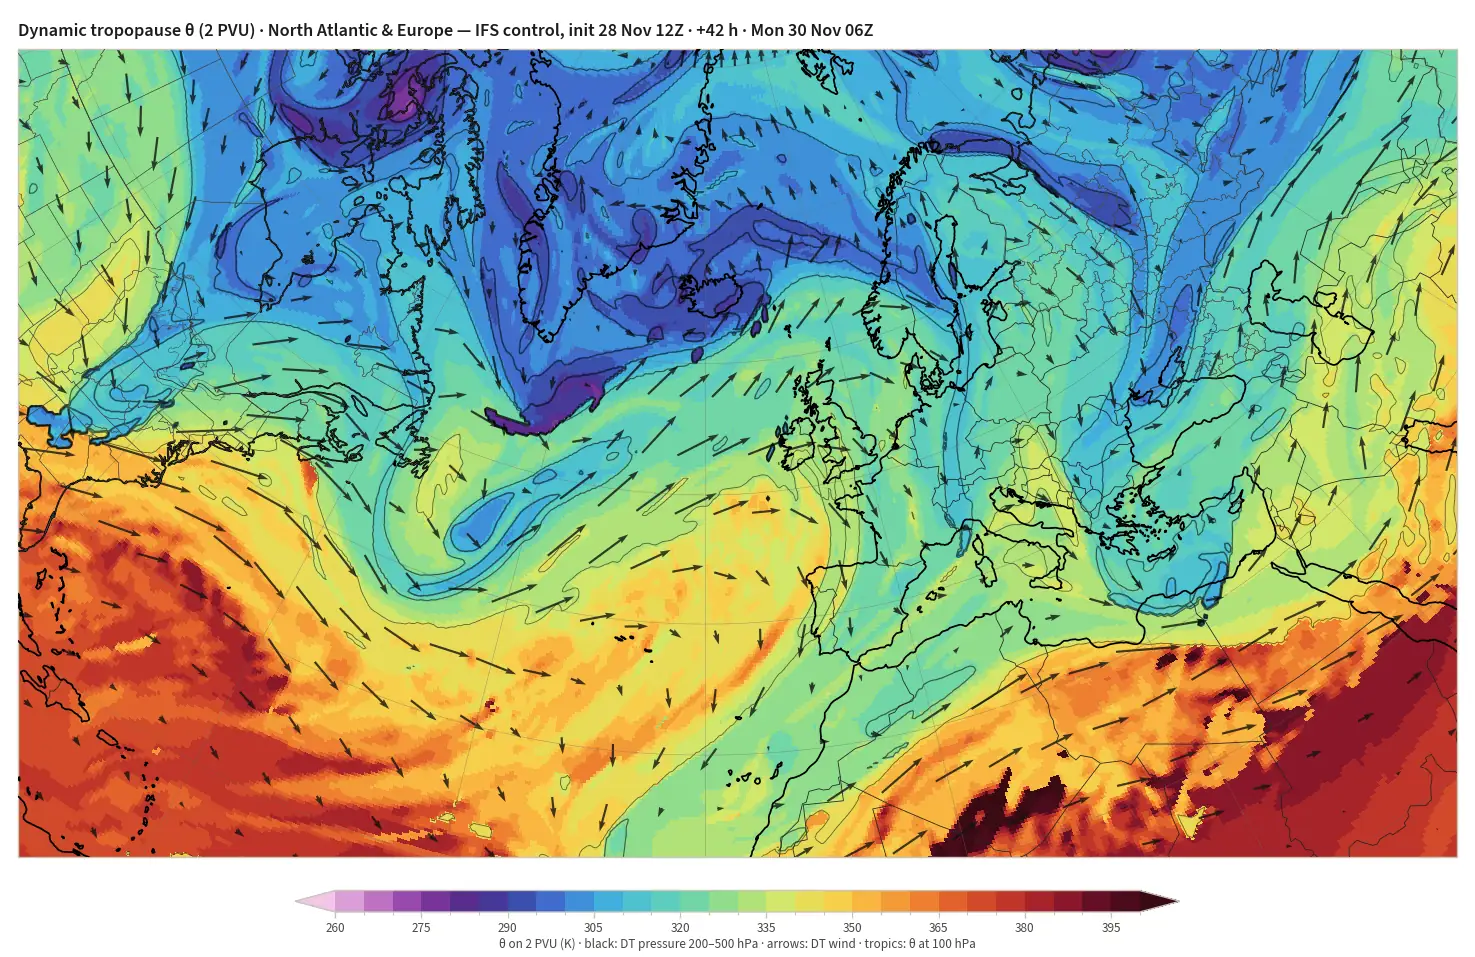 Dynamic tropopause θ (2 PVU) · North Atlantic & Europe — IFS control, init 28 Nov 12Z · +42 h · Mon 30 Nov 06Z
260 275 290 305 320 335 350 365 380 395
θ on 2 PVU (K) · black: DT pressure 200–500 hPa · arrows: DT wind · tropics: θ at 100 hPa